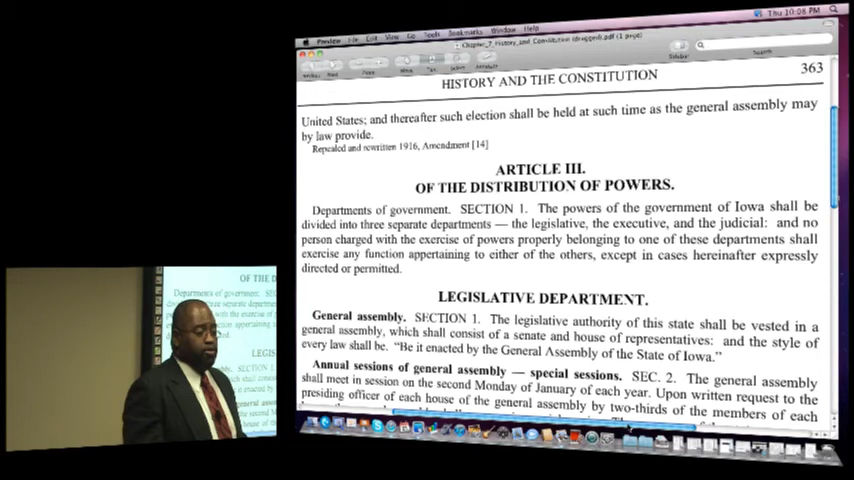 Thu 10:08 PM
Preview File Edit View Go Tools Bookmarks Window Help
(1 page)
Search
HISTORY AND THE CONSTITUTION 363
United States; and thereafter such election shall be held at such time as the general assembly may
by law provide.
Repealed and rewritten 1916, Amendment [14]
ARTICLE III.
OF THE DISTRIBUTION OF POWERS.
Departments of government. SECTION 1. The powers of the government of Iowa shall be
divided into three separate departments — the legislative, the executive, and the judicial: and no
person charged with the exercise of powers properly belonging to one of these departments shall
exercise any function appertaining to either of the others, except in cases hereinafter expressly
directed or permitted.
LEGISLATIVE DEPARTMENT.
General assembly. SECTION 1. The legislative authority of this state shall be vested in a
general assembly, which shall consist of a senate and house of representatives: and the style of
every law shall be. "Be it enacted by the General Assembly of the State of Iowa."
Annual sessions of general assembly — special sessions. SEC. 2. The general assembly
shall meet in session on the second Monday of January of each year. Upon written request to the
presiding officer of each house of the general assembly by two-thirds of the members of each
OF THE D
Departments of government. SEC